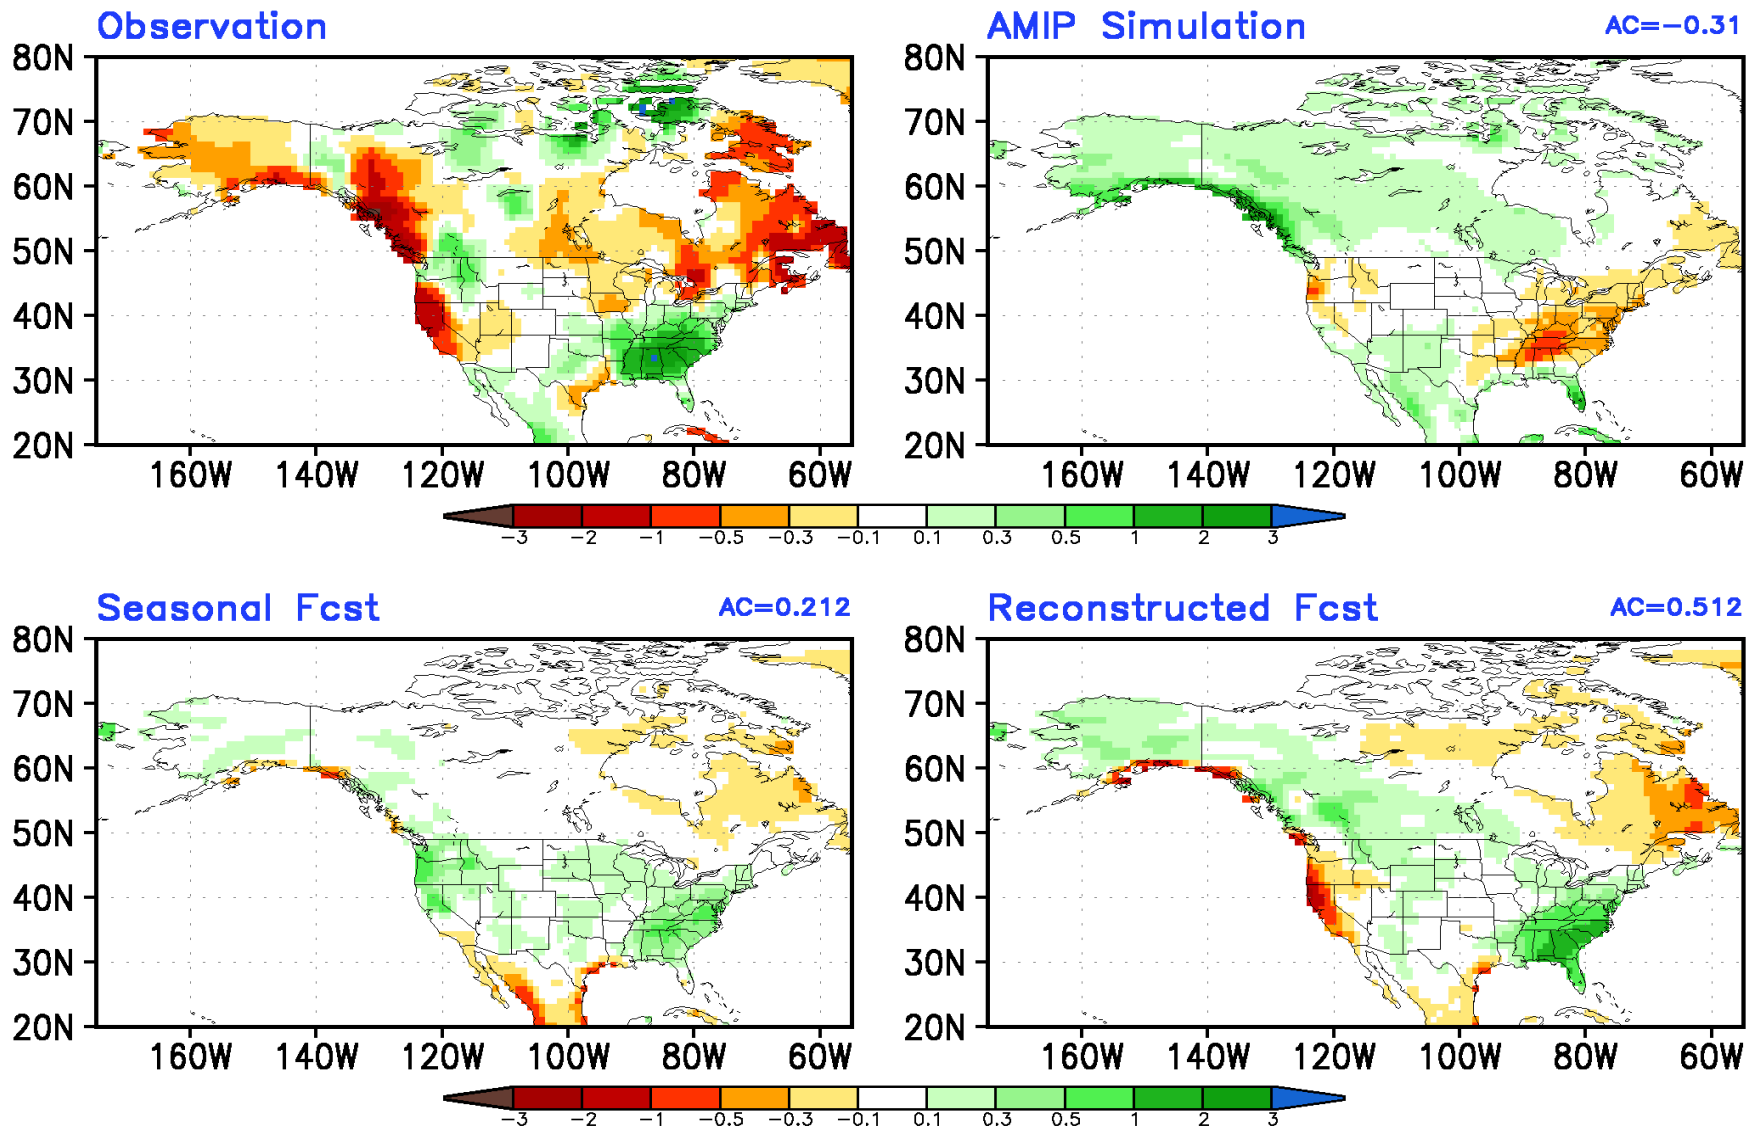 Observation
AMIP Simulation AC=−0.31
80N 80N
70N 70N
60N 60N
50N 50N
40N 40N
30N 30N
20N 20N
160W 140W 120W 100W 80W 60W 160W 140W 120W 100W 80W 60W
−3 −2 −1 −0.5 −0.3 −0.1 0.1 0.3 0.5 1 2 3
Seasonal Fcst AC=0.212
Reconstructed Fcst AC=0.512
80N 80N
70N 70N
60N 60N
50N 50N
40N 40N
30N 30N
20N 20N
160W 140W 120W 100W 80W 60W 160W 140W 120W 100W 80W 60W
−3 −2 −1 −0.5 −0.3 −0.1 0.1 0.3 0.5 1 2 3